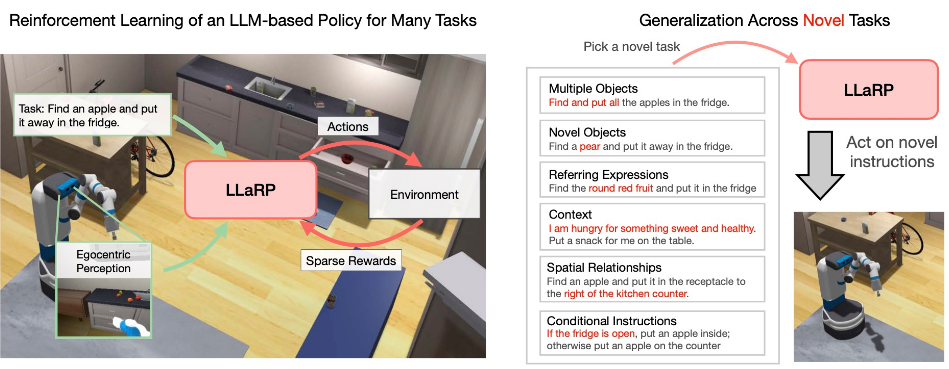 Reinforcement Learning of an LLM-based Policy for Many Tasks
Task: Find an apple and put
it away in the fridge.
Actions
LLaRP
Environment
Sparse Rewards
Egocentric
Perception
Generalization Across Novel Tasks
Pick a novel task
Multiple Objects
Find and put all the apples in the fridge.
Novel Objects
Find a pear and put it away in the fridge.
Referring Expressions
Find the round red fruit and put it in the fridge
Context
I am hungry for something sweet and healthy.
Put a snack for me on the table.
Spatial Relationships
Find an apple and put it in the receptacle to
the right of the kitchen counter.
Conditional Instructions
If the fridge is open, put an apple inside;
otherwise put an apple on the counter
LLaRP
Act on novel
instructions